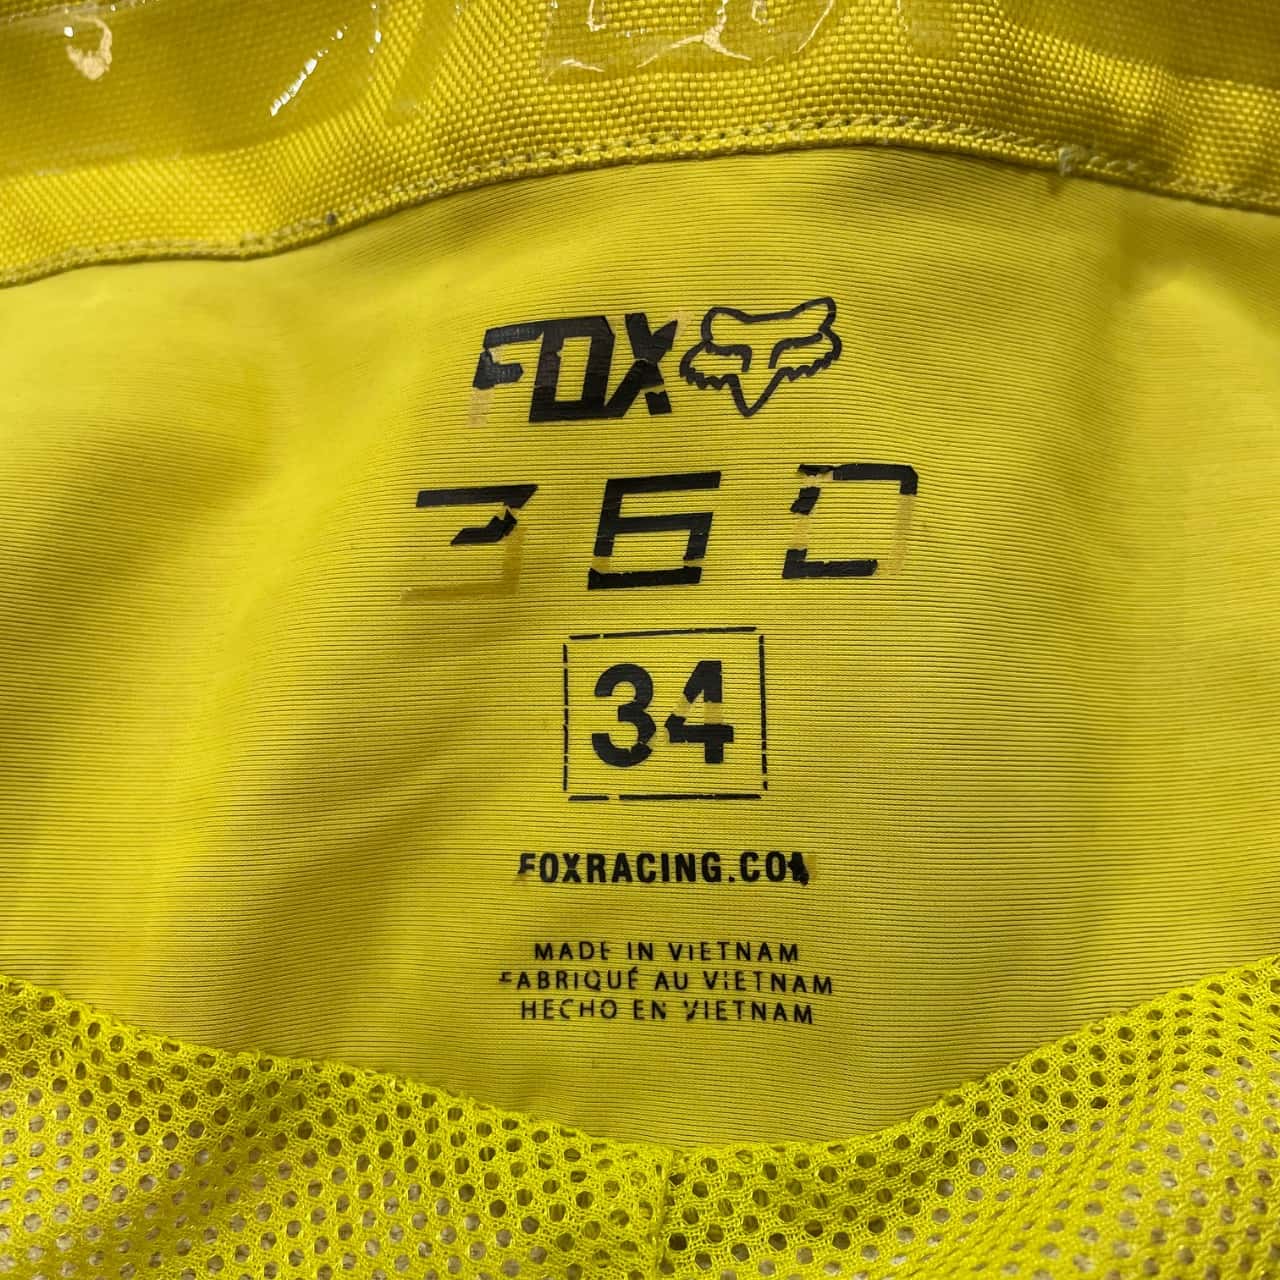 FOX
360
34
FOXRACING.COM
MADE IN VIETNAM
FABRIQUÉ AU VIETNAM
HECHO EN VIETNAM